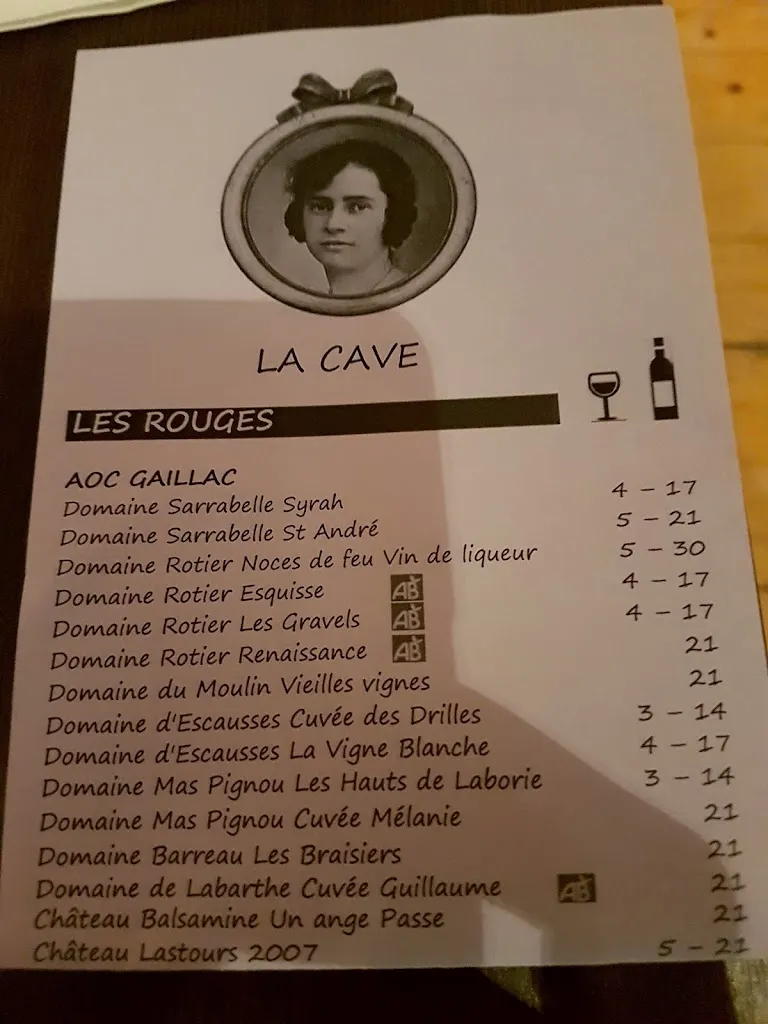 LA CAVE
LES ROUGES
AOC GAILLAC
Domaine Sarrabelle Syrah 4 – 17
Domaine Sarrabelle St André 5 – 21
Domaine Rotier Noces de feu Vin de liqueur 5 – 30
Domaine Rotier Esquisse AB 4 – 17
Domaine Rotier Les Gravels AB 4 – 17
Domaine Rotier Renaissance AB 21
Domaine du Moulin Vieilles vignes 21
Domaine d'Escausses Cuvée des Drilles 3 – 14
Domaine d'Escausses La Vigne Blanche 4 – 17
Domaine Mas Pignou Les Hauts de Laborie 3 – 14
Domaine Mas Pignou Cuvée Mélanie 21
Domaine Barreau Les Braisiers 21
Domaine de Labarthe Cuvée Guillaume AB 21
Château Balsamine Un ange Passe 21
Château Lastours 2007 5 – 21